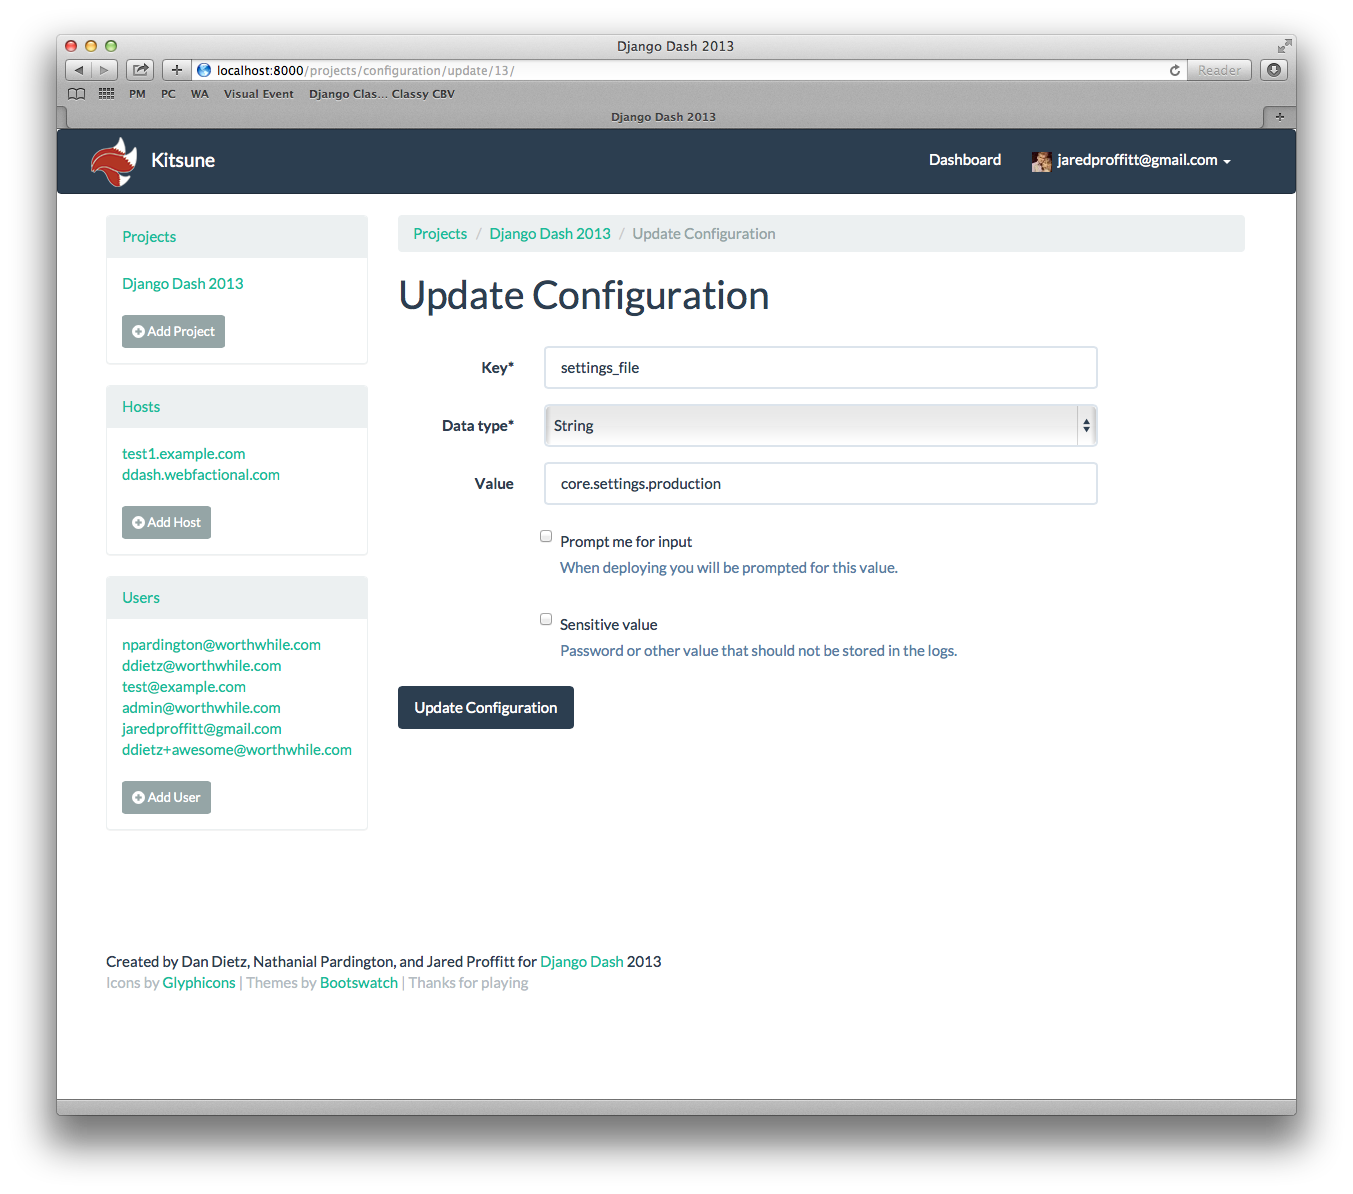 Django Dash 2013
localhost:8000/projects/configuration/update/13/
Reader
PM PC WA Visual Event Django Clas... Classy CBV
Django Dash 2013
Kitsune
Dashboard
jaredproffitt@gmail.com
Projects
Django Dash 2013
Add Project
Hosts
test1.example.com
ddash.webfactional.com
Add Host
Users
npardington@worthwhile.com
ddietz@worthwhile.com
test@example.com
admin@worthwhile.com
jaredproffitt@gmail.com
ddietz+awesome@worthwhile.com
Add User
Projects / Django Dash 2013 / Update Configuration
Update Configuration
Key* settings_file
Data type* String
Value core.settings.production
Prompt me for input
When deploying you will be prompted for this value.
Sensitive value
Password or other value that should not be stored in the logs.
Update Configuration
Created by Dan Dietz, Nathanial Pardington, and Jared Proffitt for Django Dash 2013
Icons by Glyphicons | Themes by Bootswatch | Thanks for playing